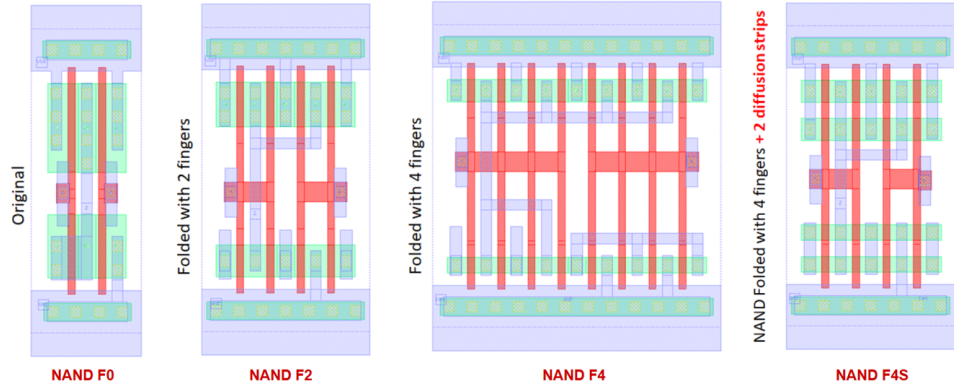 Original
Folded with 2 fingers
Folded with 4 fingers
NAND Folded with 4 fingers + 2 diffusion strips
NAND F0
NAND F2
NAND F4
NAND F4S